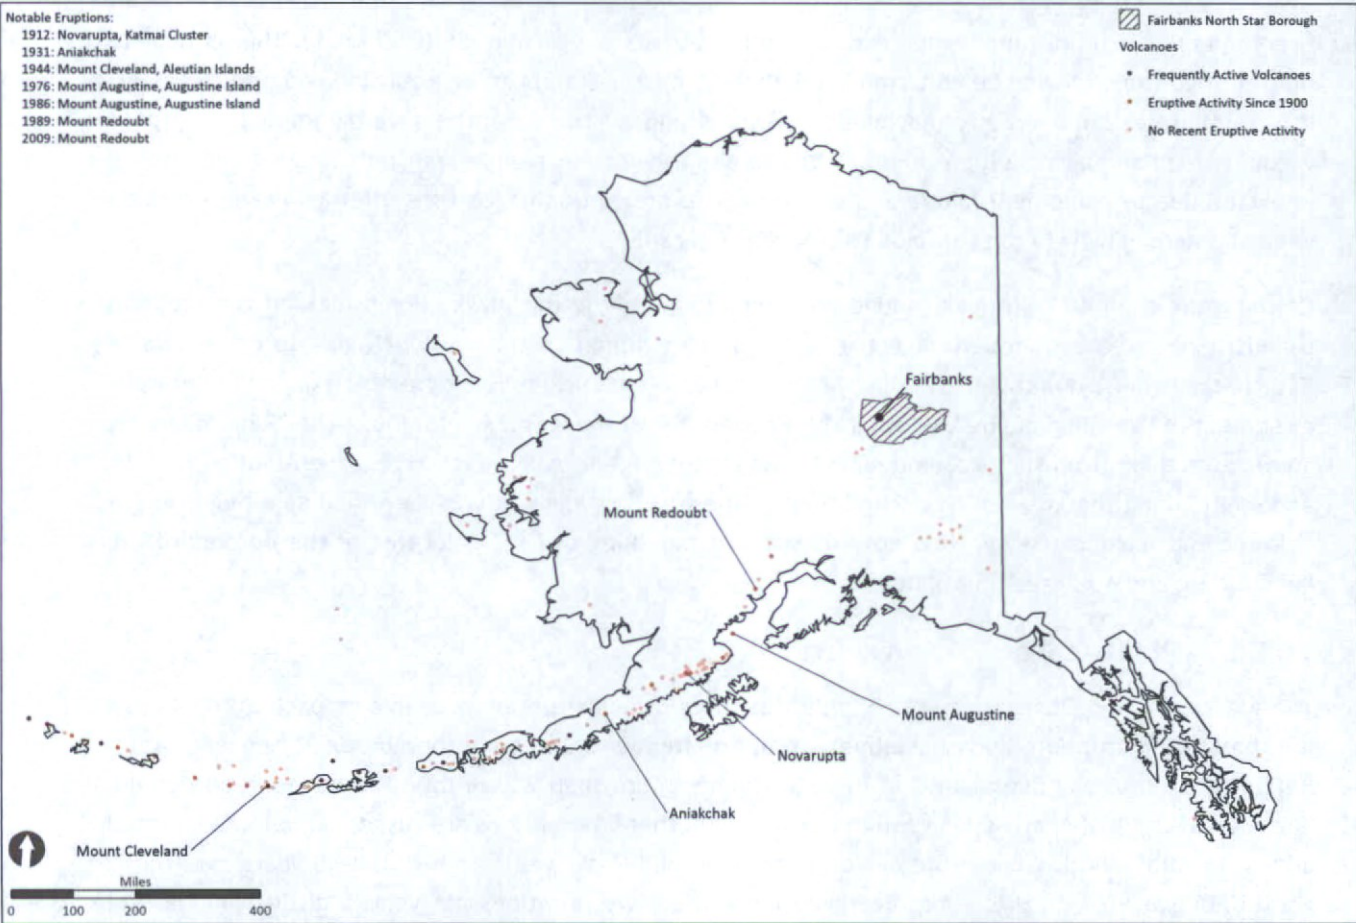 Notable Eruptions:
1912: Novarupta, Katmai Cluster
1931: Aniakchak
1944: Mount Cleveland, Aleutian Islands
1976: Mount Augustine, Augustine Island
1986: Mount Augustine, Augustine Island
1989: Mount Redoubt
2009: Mount Redoubt
Fairbanks North Star Borough
Volcanoes
Frequently Active Volcanoes
Eruptive Activity Since 1900
No Recent Eruptive Activity
Fairbanks
Mount Redoubt
Mount Augustine
Novarupta
Aniakchak
Mount Cleveland
Miles
0 100 200 400